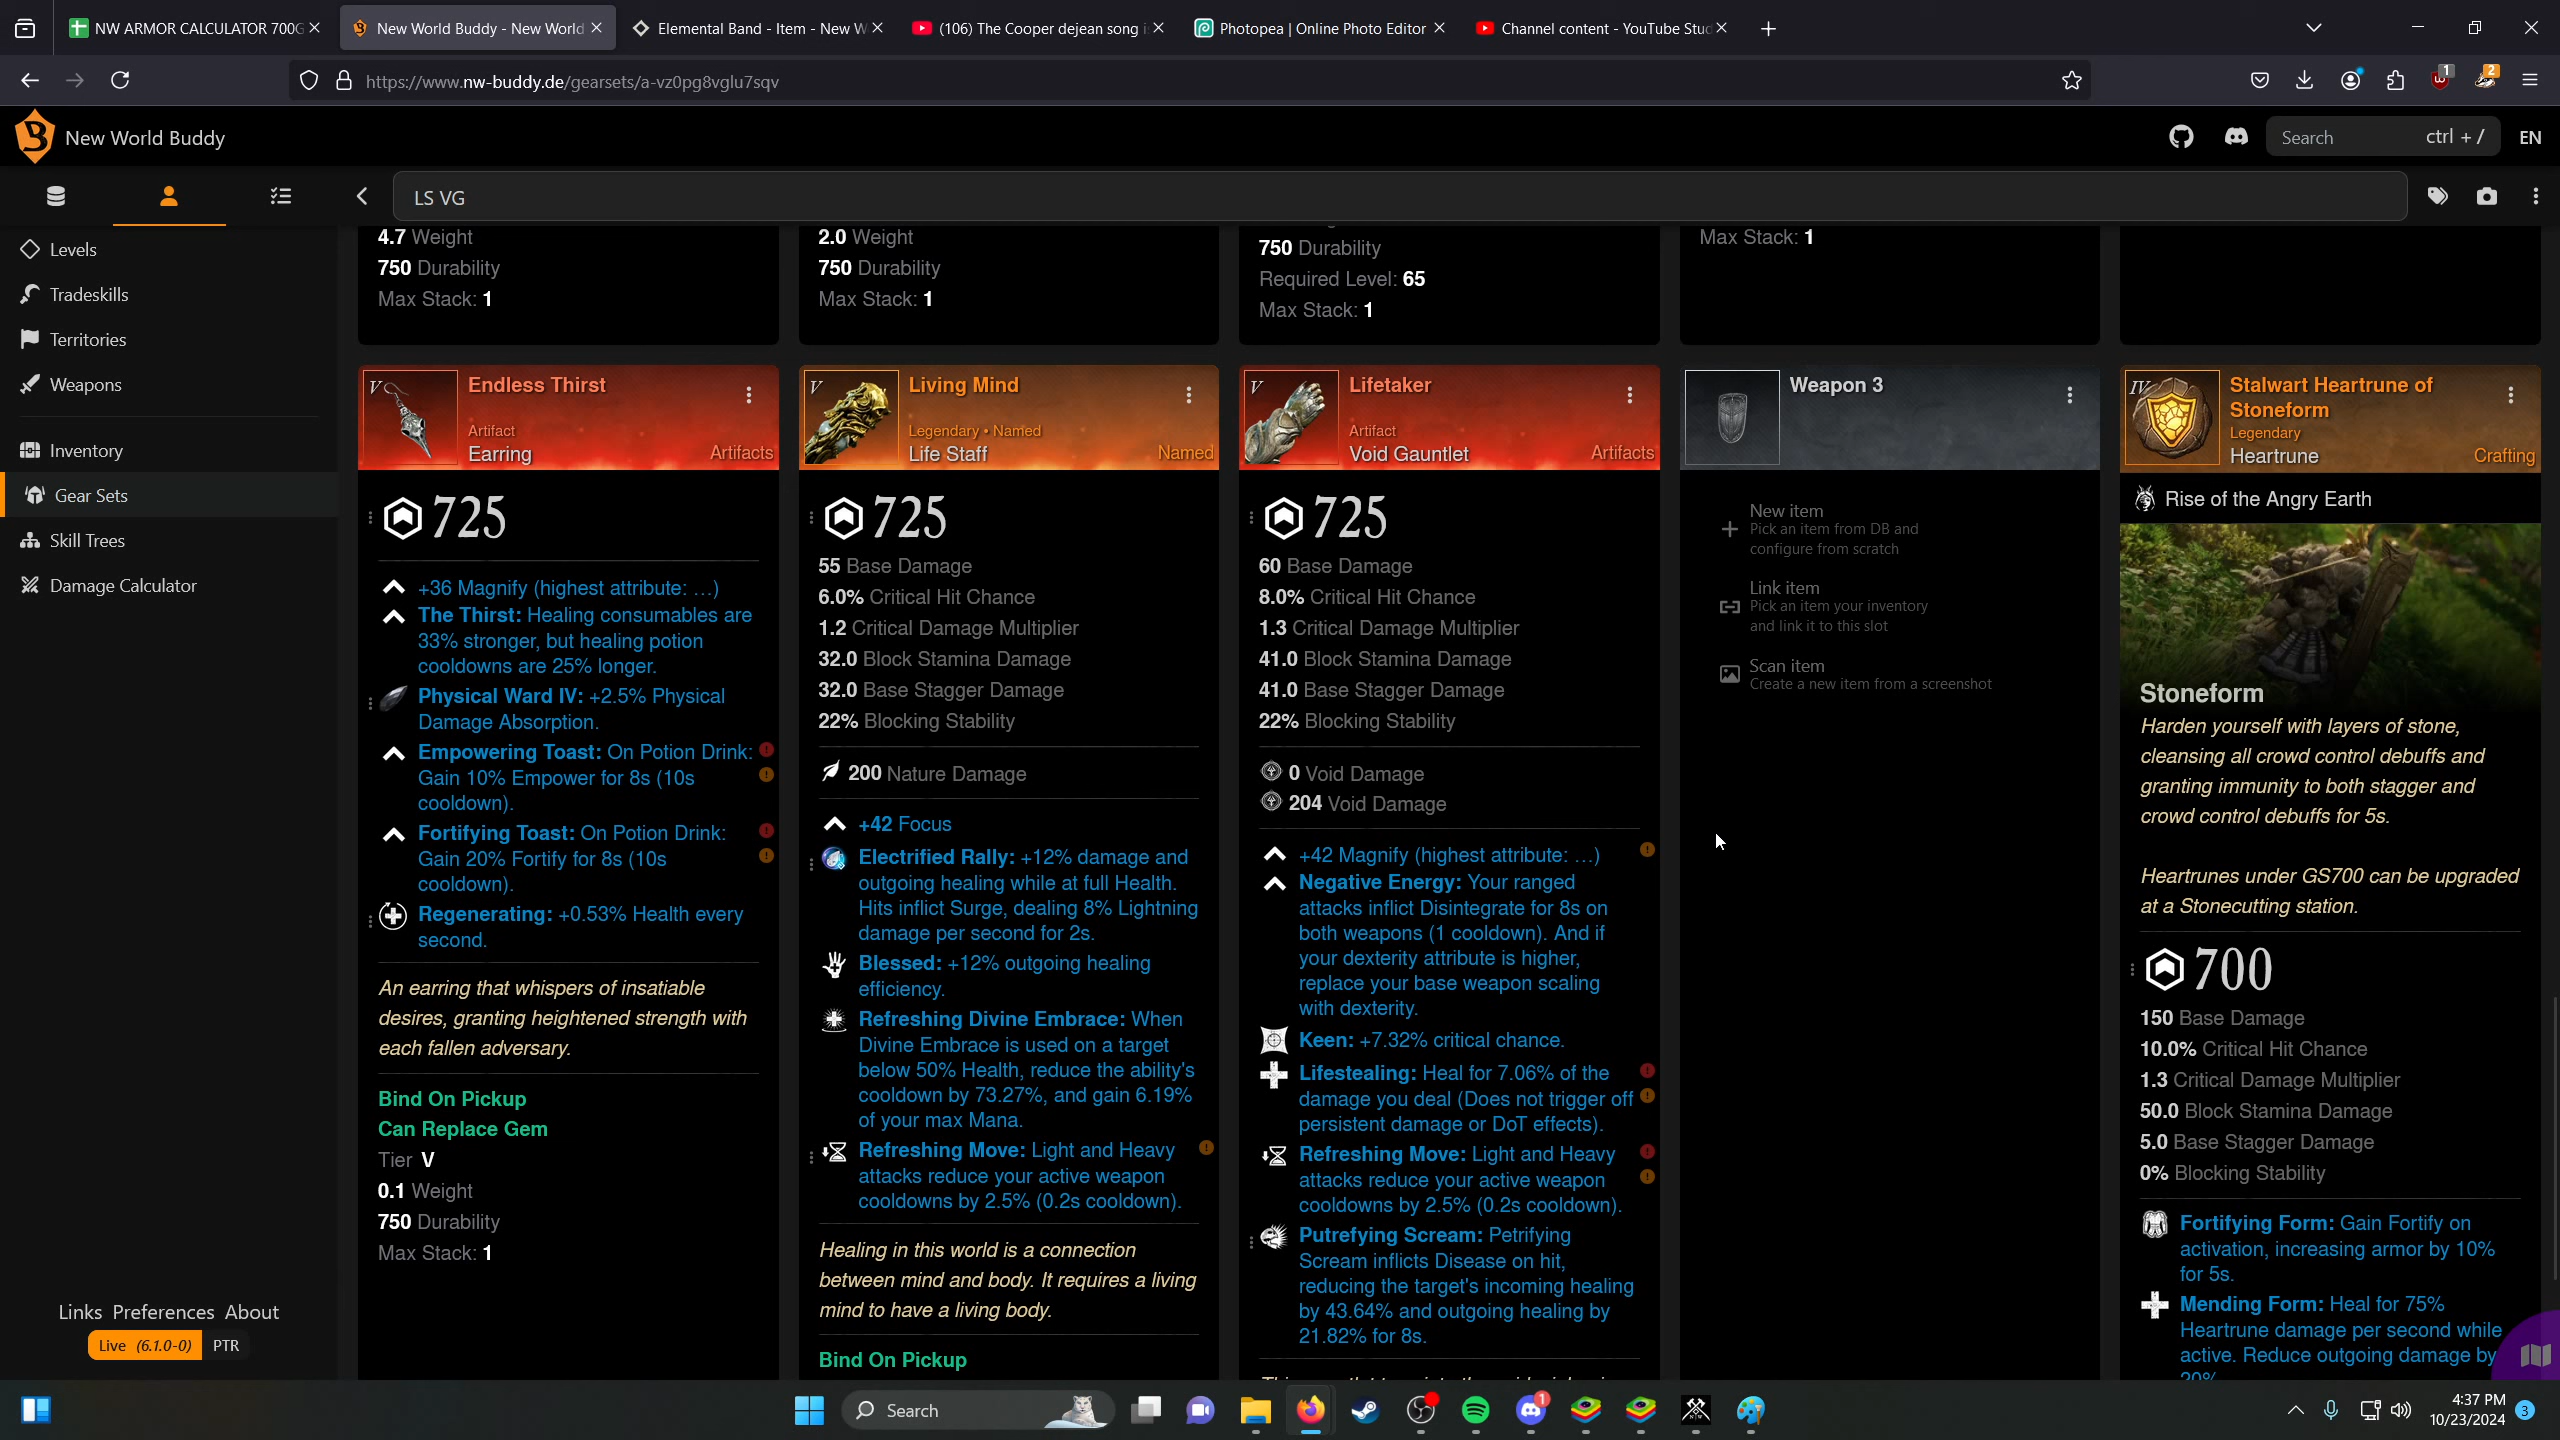 NW ARMOR CALCULATOR 700G
New World Buddy - New World
Elemental Band - Item - New W
(106) The Cooper dejean song i
Photopea | Online Photo Editor
Channel content - YouTube Stud
https://www.nw-buddy.de/gearsets/a-vz0pg8vglu7sqv
1
2
New World Buddy
Search
ctrl + /
EN
LS VG
Levels
Tradeskills
Territories
Weapons
Inventory
Gear Sets
Skill Trees
Damage Calculator
Links Preferences About
Live (6.1.0-0) PTR
4.7 Weight
750 Durability
Max Stack: 1
2.0 Weight
750 Durability
Max Stack: 1
750 Durability
Required Level: 65
Max Stack: 1
Max Stack: 1
V
Endless Thirst
Artifact
Earring
Artifacts
725
+36 Magnify (highest attribute: …)
The Thirst: Healing consumables are
33% stronger, but healing potion
cooldowns are 25% longer.
Physical Ward IV: +2.5% Physical
Damage Absorption.
Empowering Toast: On Potion Drink:
Gain 10% Empower for 8s (10s
cooldown).
Fortifying Toast: On Potion Drink:
Gain 20% Fortify for 8s (10s
cooldown).
Regenerating: +0.53% Health every
second.
An earring that whispers of insatiable
desires, granting heightened strength with
each fallen adversary.
Bind On Pickup
Can Replace Gem
Tier V
0.1 Weight
750 Durability
Max Stack: 1
V
Living Mind
Legendary • Named
Life Staff
Named
725
55 Base Damage
6.0% Critical Hit Chance
1.2 Critical Damage Multiplier
32.0 Block Stamina Damage
32.0 Base Stagger Damage
22% Blocking Stability
200 Nature Damage
+42 Focus
Electrified Rally: +12% damage and
outgoing healing while at full Health.
Hits inflict Surge, dealing 8% Lightning
damage per second for 2s.
Blessed: +12% outgoing healing
efficiency.
Refreshing Divine Embrace: When
Divine Embrace is used on a target
below 50% Health, reduce the ability's
cooldown by 73.27%, and gain 6.19%
of your max Mana.
Refreshing Move: Light and Heavy
attacks reduce your active weapon
cooldowns by 2.5% (0.2s cooldown).
Healing in this world is a connection
between mind and body. It requires a living
mind to have a living body.
Bind On Pickup
V
Lifetaker
Artifact
Void Gauntlet
Artifacts
725
60 Base Damage
8.0% Critical Hit Chance
1.3 Critical Damage Multiplier
41.0 Block Stamina Damage
41.0 Base Stagger Damage
22% Blocking Stability
0 Void Damage
204 Void Damage
+42 Magnify (highest attribute: …)
Negative Energy: Your ranged
attacks inflict Disintegrate for 8s on
both weapons (1 cooldown). And if
your dexterity attribute is higher,
replace your base weapon scaling
with dexterity.
Keen: +7.32% critical chance.
Lifestealing: Heal for 7.06% of the
damage you deal (Does not trigger off
persistent damage or DoT effects).
Refreshing Move: Light and Heavy
attacks reduce your active weapon
cooldowns by 2.5% (0.2s cooldown).
Putrefying Scream: Petrifying
Scream inflicts Disease on hit,
reducing the target's incoming healing
by 43.64% and outgoing healing by
21.82% for 8s.
Weapon 3
New item
Pick an item from DB and
configure from scratch
Link item
Pick an item your inventory
and link it to this slot
Scan item
Create a new item from a screenshot
IV
Stalwart Heartrune of
Stoneform
Legendary
Heartrune
Crafting
Rise of the Angry Earth
Stoneform
Harden yourself with layers of stone,
cleansing all crowd control debuffs and
granting immunity to both stagger and
crowd control debuffs for 5s.
Heartrunes under GS700 can be upgraded
at a Stonecutting station.
700
150 Base Damage
10.0% Critical Hit Chance
1.3 Critical Damage Multiplier
50.0 Block Stamina Damage
5.0 Base Stagger Damage
0% Blocking Stability
Fortifying Form: Gain Fortify on
activation, increasing armor by 10%
for 5s.
Mending Form: Heal for 75%
Heartrune damage per second while
active. Reduce outgoing damage by
20%
Search
1
4:37 PM
10/23/2024
3